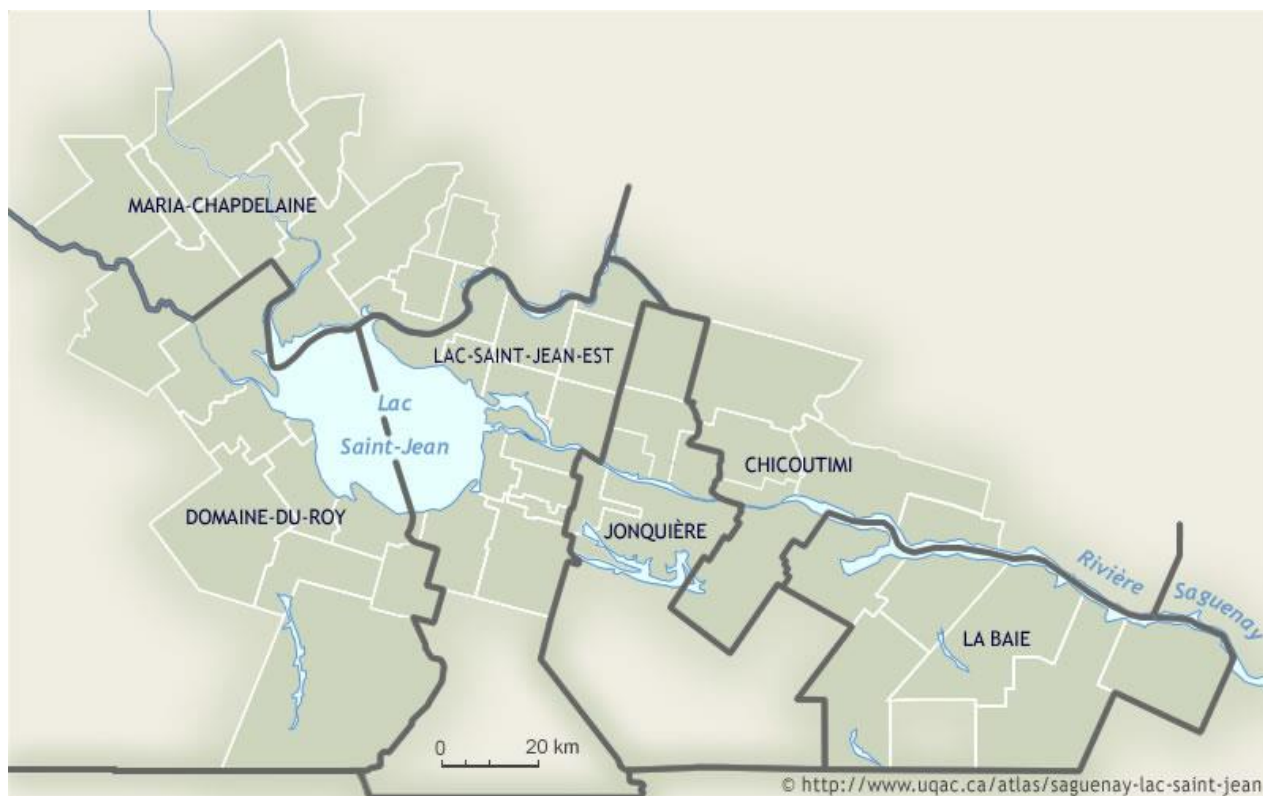 MARIA-CHAPDELAINE
LAC-SAINT-JEAN-EST
Lac
Saint-Jean
CHICOUTIMI
DOMAINE-DU-ROY
JONQUIÈRE
Rivière
Saguenay
LA BAIE
0 20 km
© http://www.uqac.ca/atlas/saguenay-lac-saint-jean